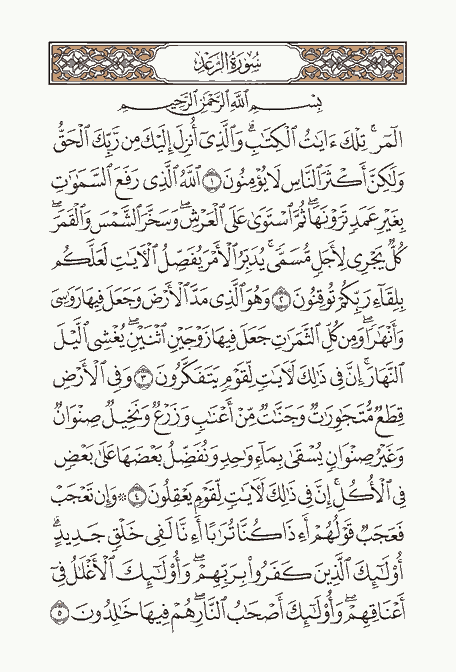 سُورَةُ الرَّعْدِ
بِسْمِ ٱللَّهِ ٱلرَّحْمَٰنِ ٱلرَّحِيمِ
الٓمٓرۚ تِلْكَ ءَايَٰتُ ٱلْكِتَٰبِۗ وَٱلَّذِىٓ أُنزِلَ إِلَيْكَ مِن رَّبِّكَ ٱلْحَقُّ
وَلَٰكِنَّ أَكْثَرَ ٱلنَّاسِ لَا يُؤْمِنُونَ ١ ٱللَّهُ ٱلَّذِى رَفَعَ ٱلسَّمَٰوَٰتِ
بِغَيْرِ عَمَدٍ تَرَوْنَهَاۖ ثُمَّ ٱسْتَوَىٰ عَلَى ٱلْعَرْشِۖ وَسَخَّرَ ٱلشَّمْسَ وَٱلْقَمَرَۖ
كُلٌّ يَجْرِى لِأَجَلٍ مُّسَمًّىۚ يُدَبِّرُ ٱلْأَمْرَ يُفَصِّلُ ٱلْءَايَٰتِ لَعَلَّكُم
بِلِقَآءِ رَبِّكُمْ تُوقِنُونَ ٢ وَهُوَ ٱلَّذِى مَدَّ ٱلْأَرْضَ وَجَعَلَ فِيهَا رَوَٰسِىَ
وَأَنْهَٰرًاۖ وَمِن كُلِّ ٱلثَّمَرَٰتِ جَعَلَ فِيهَا زَوْجَيْنِ ٱثْنَيْنِۖ يُغْشِى ٱلَّيْلَ
ٱلنَّهَارَۚ إِنَّ فِى ذَٰلِكَ لَءَايَٰتٍ لِّقَوْمٍ يَتَفَكَّرُونَ ٣ وَفِى ٱلْأَرْضِ
قِطَعٌ مُّتَجَٰوِرَٰتٌ وَجَنَّٰتٌ مِّنْ أَعْنَٰبٍ وَزَرْعٌ وَنَخِيلٌ صِنْوَانٌ
وَغَيْرُ صِنْوَانٍ يُسْقَىٰ بِمَآءٍ وَٰحِدٍ وَنُفَضِّلُ بَعْضَهَا عَلَىٰ بَعْضٍ
فِى ٱلْأُكُلِۚ إِنَّ فِى ذَٰلِكَ لَءَايَٰتٍ لِّقَوْمٍ يَعْقِلُونَ ٤ ۞ وَإِن تَعْجَبْ
فَعَجَبٌ قَوْلُهُمْ أَءِذَا كُنَّا تُرَٰبًا أَءِنَّا لَفِى خَلْقٍ جَدِيدٍۗ
أُو۟لَٰٓئِكَ ٱلَّذِينَ كَفَرُوا۟ بِرَبِّهِمْۖ وَأُو۟لَٰٓئِكَ ٱلْأَغْلَٰلُ فِىٓ
أَعْنَاقِهِمْۖ وَأُو۟لَٰٓئِكَ أَصْحَٰبُ ٱلنَّارِۖ هُمْ فِيهَا خَٰلِدُونَ ٥